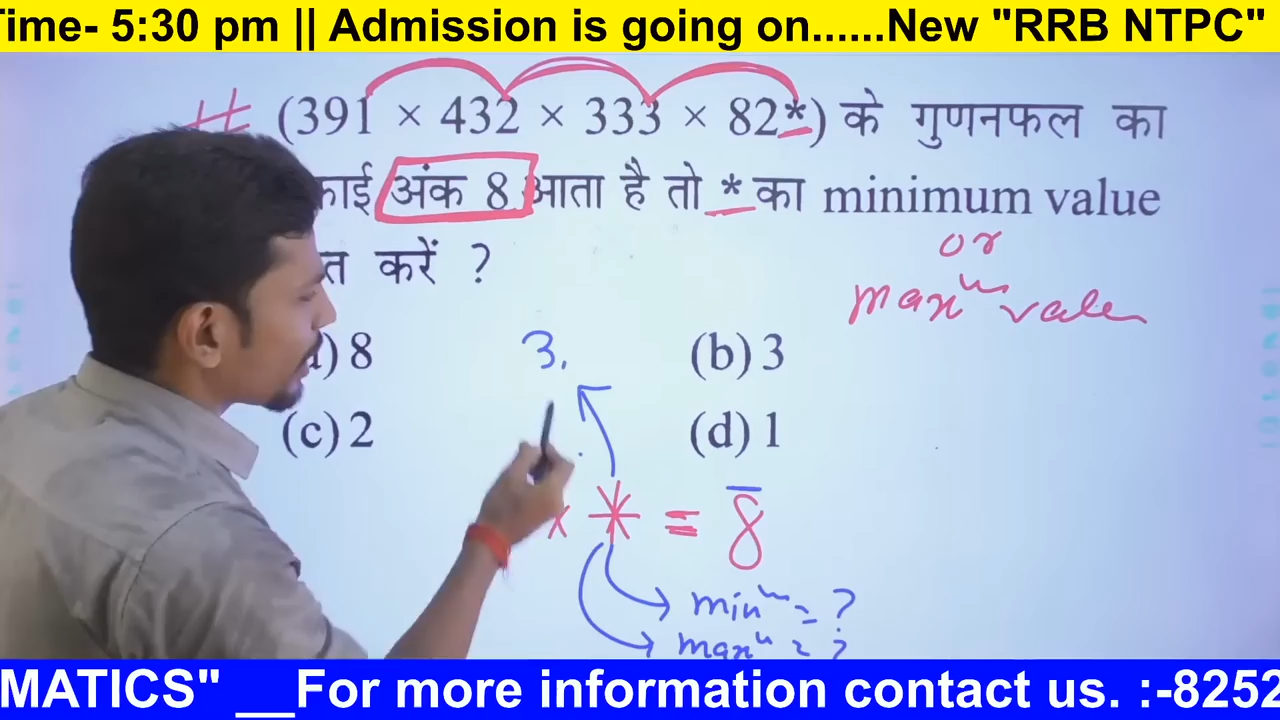 Time- 5:30 pm || Admission is going on......New "RRB NTPC"
(391 × 432 × 333 × 82*) के गुणनफल का
काई अंक 8 आता है तो * का minimum value
or
त करें ?
maxᵐ value
a) 8
3.
(b) 3
(c) 2
(d) 1
× * = 8
minᵐ = ?
maxᵐ = ?
MATICS" __For more information contact us. :-8252